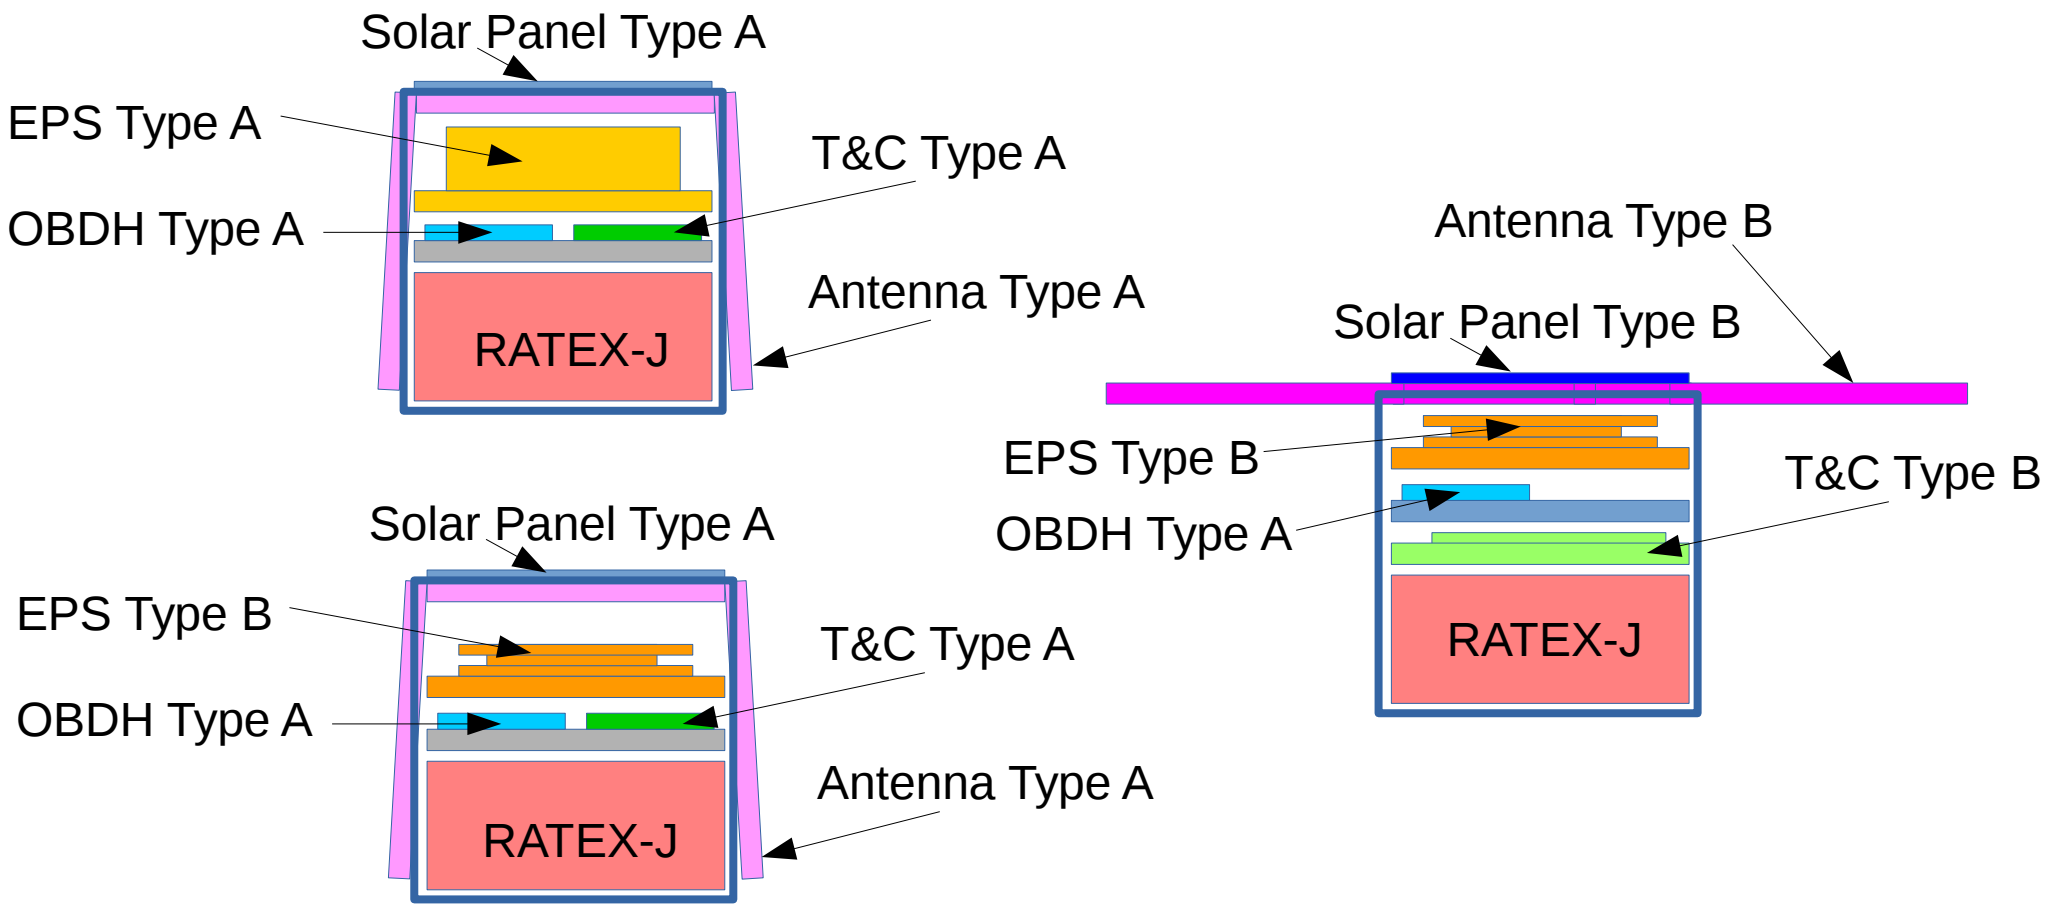 Solar Panel Type A
EPS Type A
T&C Type A
OBDH Type A
Antenna Type A
RATEX-J
Solar Panel Type A
EPS Type B
T&C Type A
OBDH Type A
Antenna Type A
RATEX-J
Antenna Type B
Solar Panel Type B
EPS Type B
T&C Type B
OBDH Type A
RATEX-J